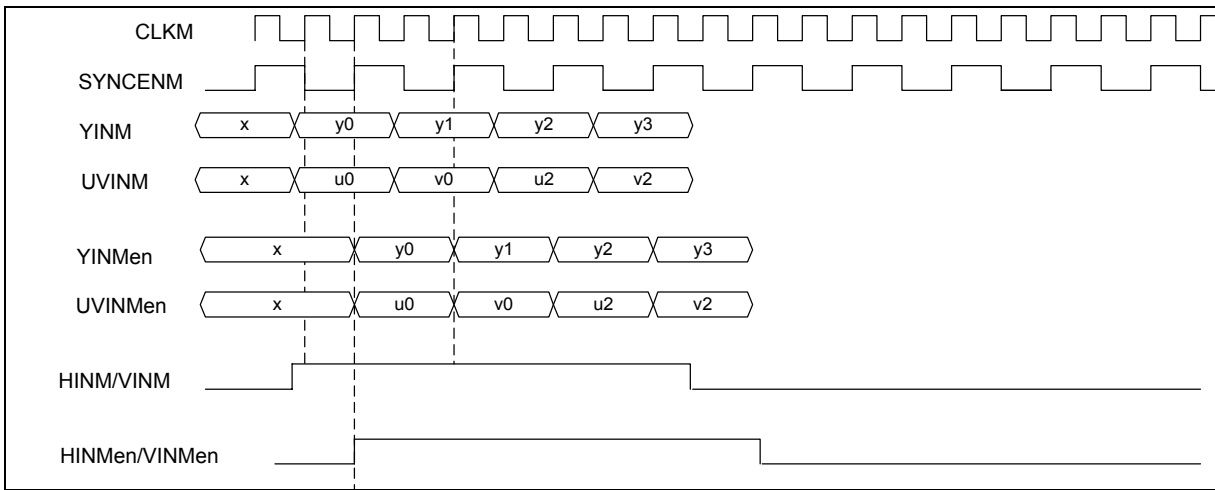 CLKM
SYNCENM
YINM x y0 y1 y2 y3
UVINM x u0 v0 u2 v2
YINMen x y0 y1 y2 y3
UVINMen x u0 v0 u2 v2
HINM/VINM
HINMen/VINMen